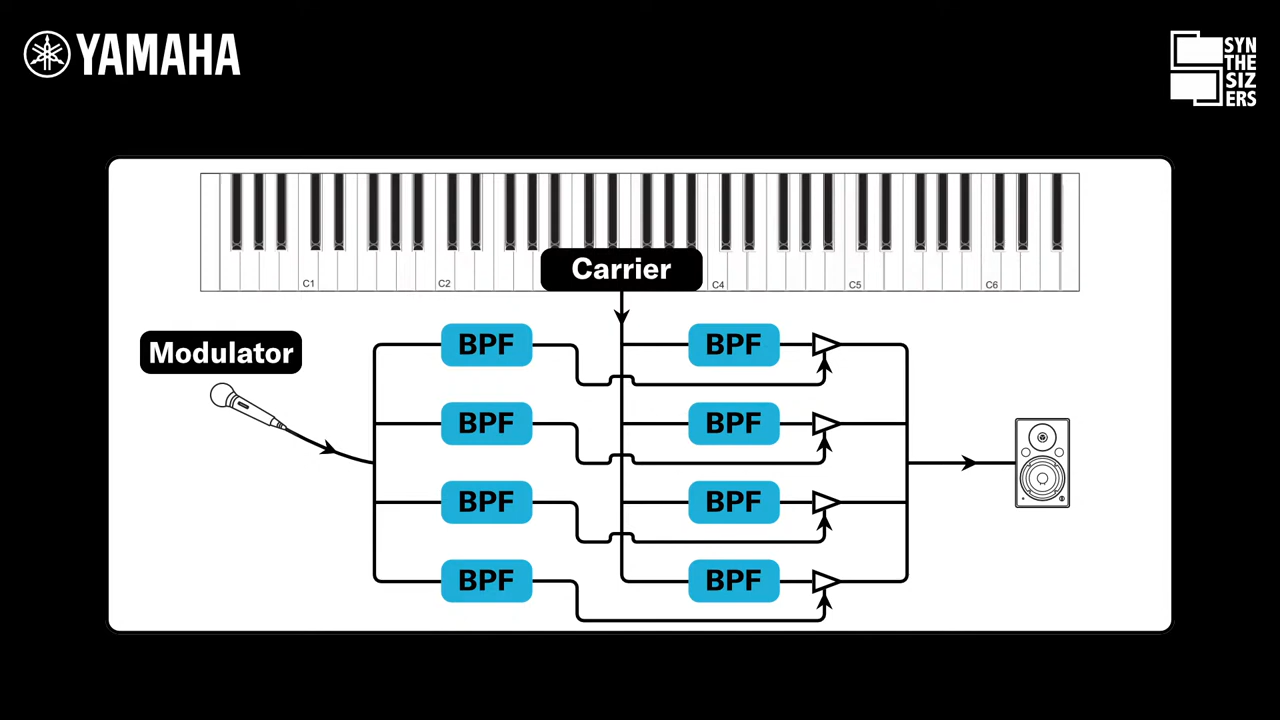 YAMAHA
SYN
THE
SIZ
ERS
C1
C2
C4
C5
C6
Carrier
Modulator
BPF
BPF
BPF
BPF
BPF
BPF
BPF
BPF